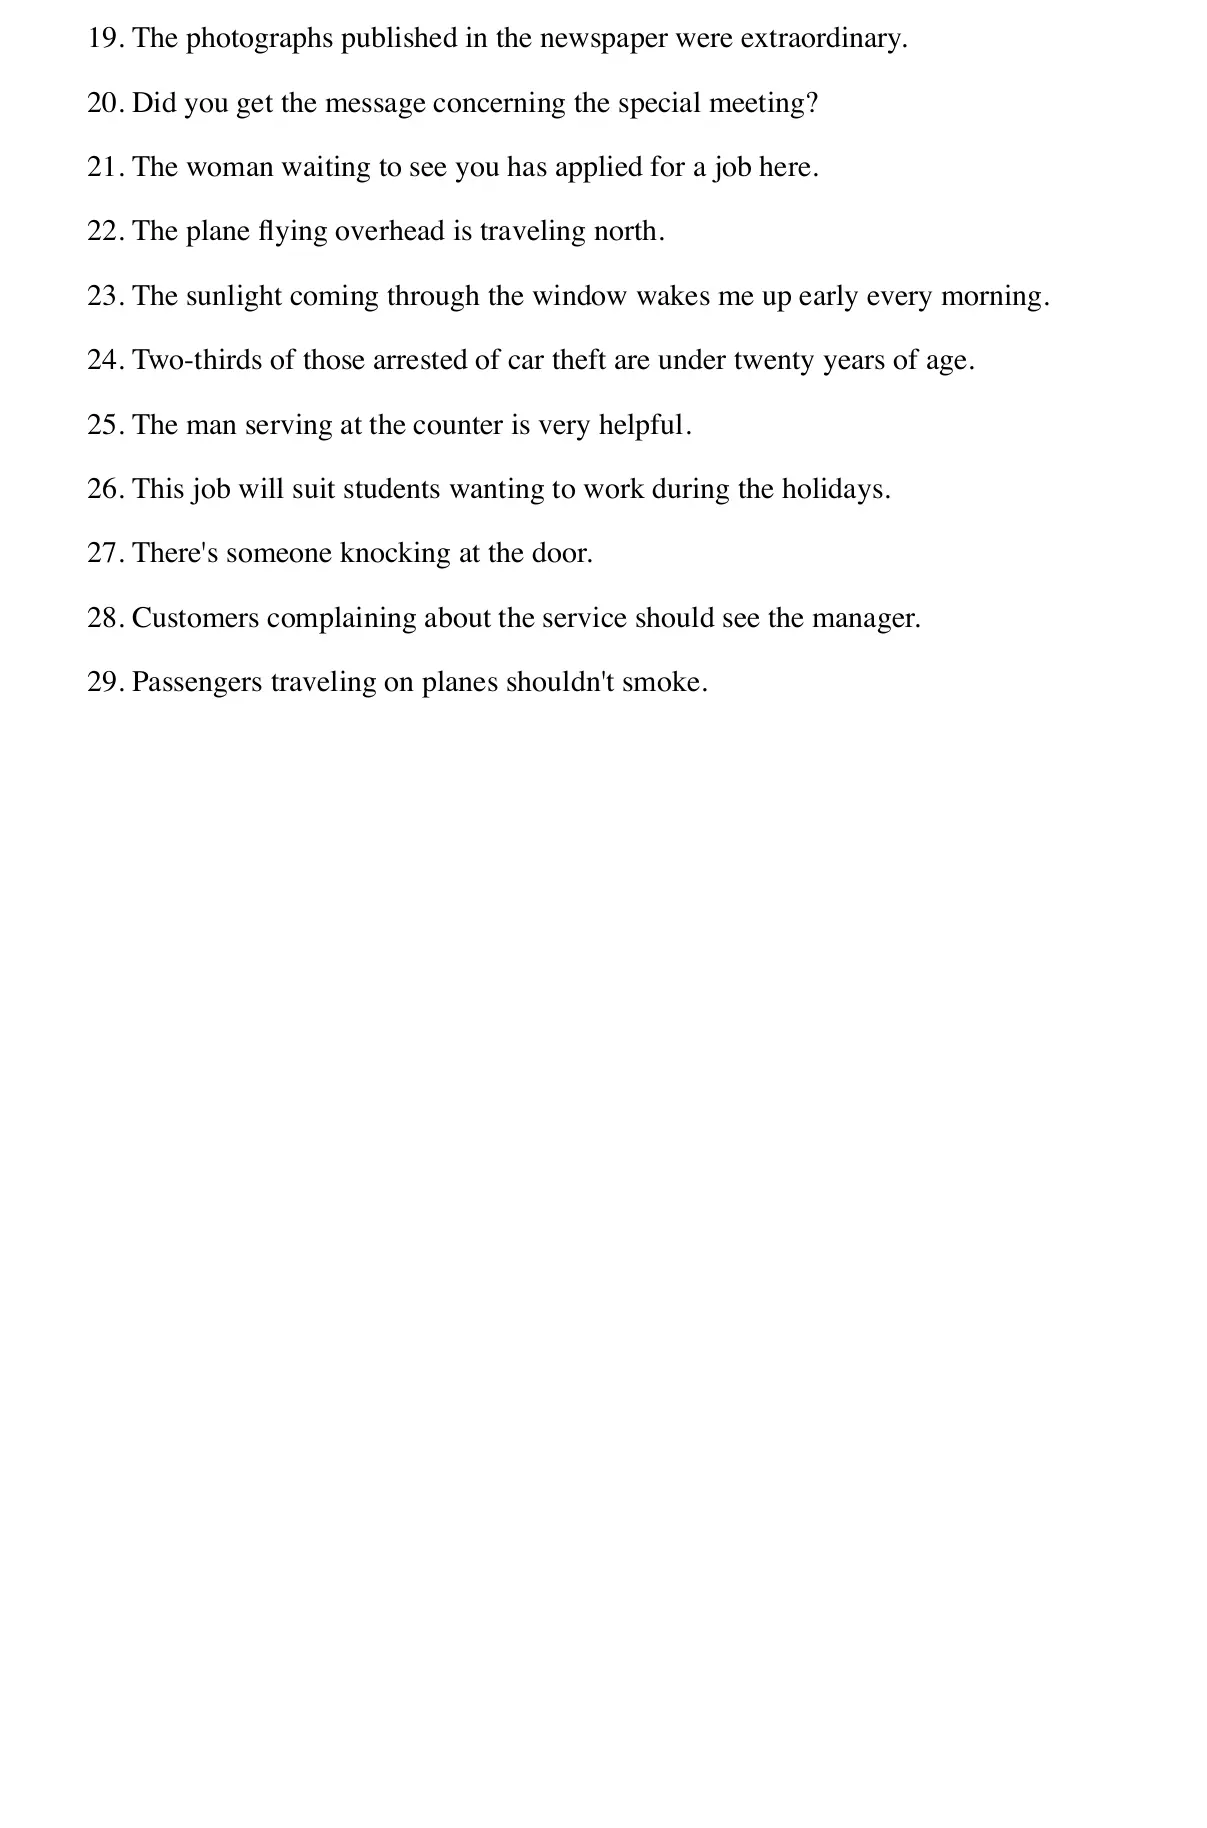 19. The photographs published in the newspaper were extraordinary.
20. Did you get the message concerning the special meeting?
21. The woman waiting to see you has applied for a job here.
22. The plane flying overhead is traveling north.
23. The sunlight coming through the window wakes me up early every morning.
24. Two-thirds of those arrested of car theft are under twenty years of age.
25. The man serving at the counter is very helpful.
26. This job will suit students wanting to work during the holidays.
27. There's someone knocking at the door.
28. Customers complaining about the service should see the manager.
29. Passengers traveling on planes shouldn't smoke.